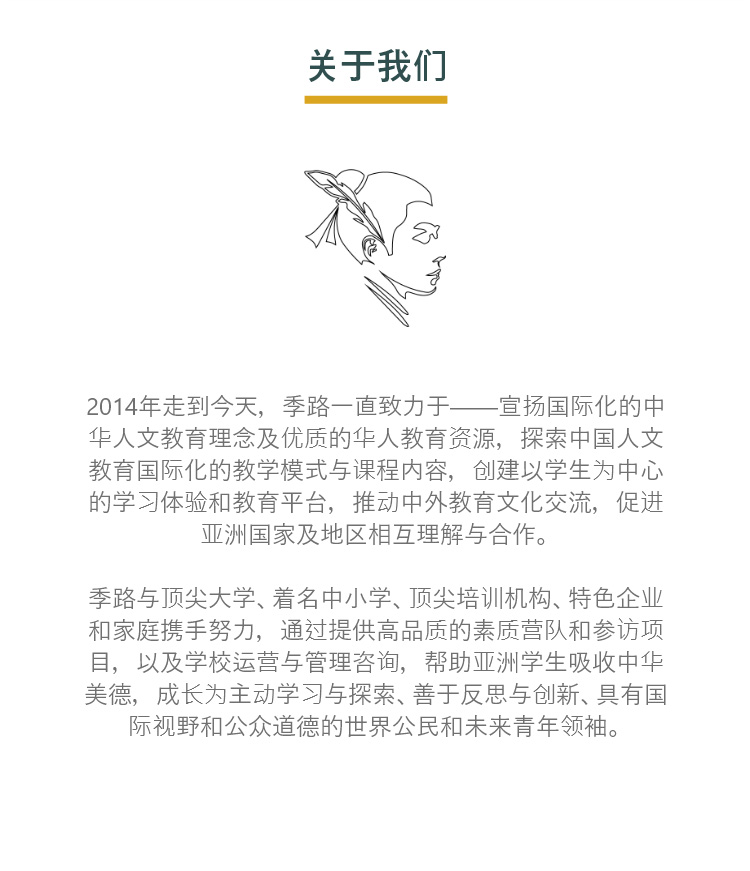 关于我们
2014年走到今天，季路一直致力于——宣扬国际化的中
华人文教育理念及优质的华人教育资源，探索中国人文
教育国际化的教学模式与课程内容，创建以学生为中心
的学习体验和教育平台，推动中外教育文化交流，促进
亚洲国家及地区相互理解与合作。
季路与顶尖大学、着名中小学、顶尖培训机构、特色企业
和家庭携手努力，通过提供高品质的素质营队和参访项
目，以及学校运营与管理咨询，帮助亚洲学生吸收中华
美德，成长为主动学习与探索、善于反思与创新、具有国
际视野和公众道德的世界公民和未来青年领袖。